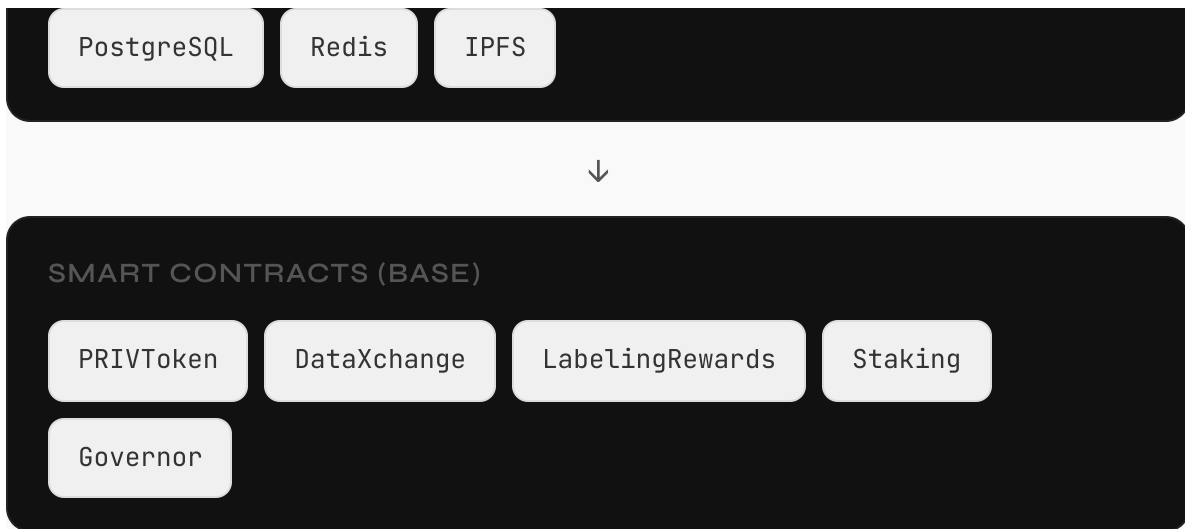 PostgreSQL Redis IPFS
↓
SMART CONTRACTS (BASE)
PRIVToken DataXchange LabelingRewards Staking
Governor